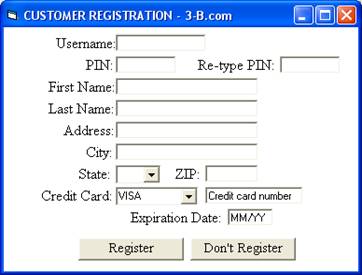 CUSTOMER REGISTRATION - 3-B.com
Username:
PIN: Re-type PIN:
First Name:
Last Name:
Address:
City:
State: ZIP:
Credit Card: VISA Credit card number
Expiration Date: MM/YY
Register Don't Register